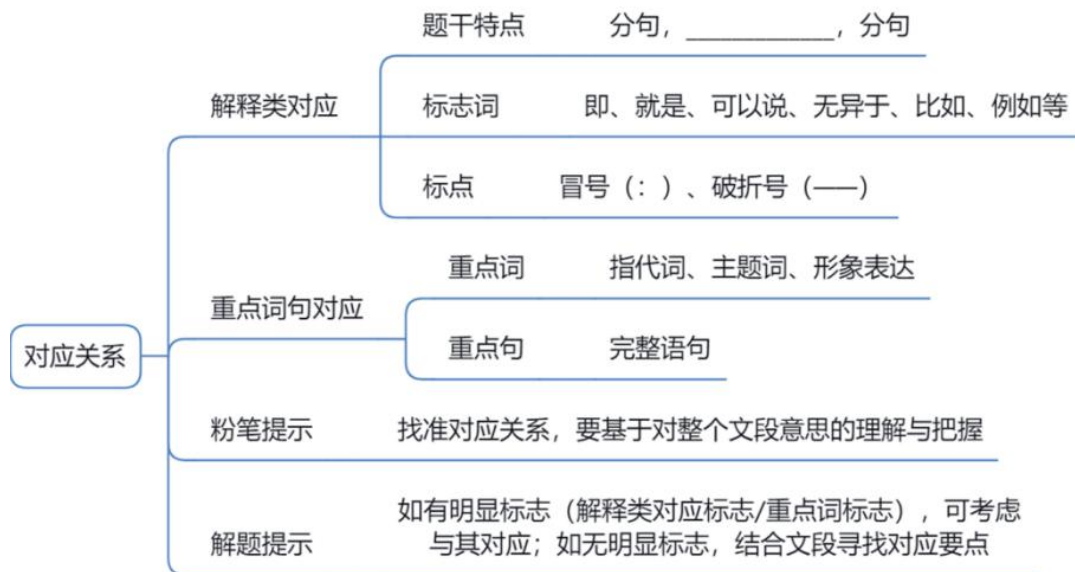 题干特点 分句，____________，分句
解释类对应 标志词 即、就是、可以说、无异于、比如、例如等
标点 冒号（：）、破折号（——）
重点词 指代词、主题词、形象表达
重点词句对应
重点句 完整语句
对应关系
粉笔提示 找准对应关系，要基于对整个文段意思的理解与把握
如有明显标志（解释类对应标志/重点词标志），可考虑
解题提示 与其对应；如无明显标志，结合文段寻找对应要点